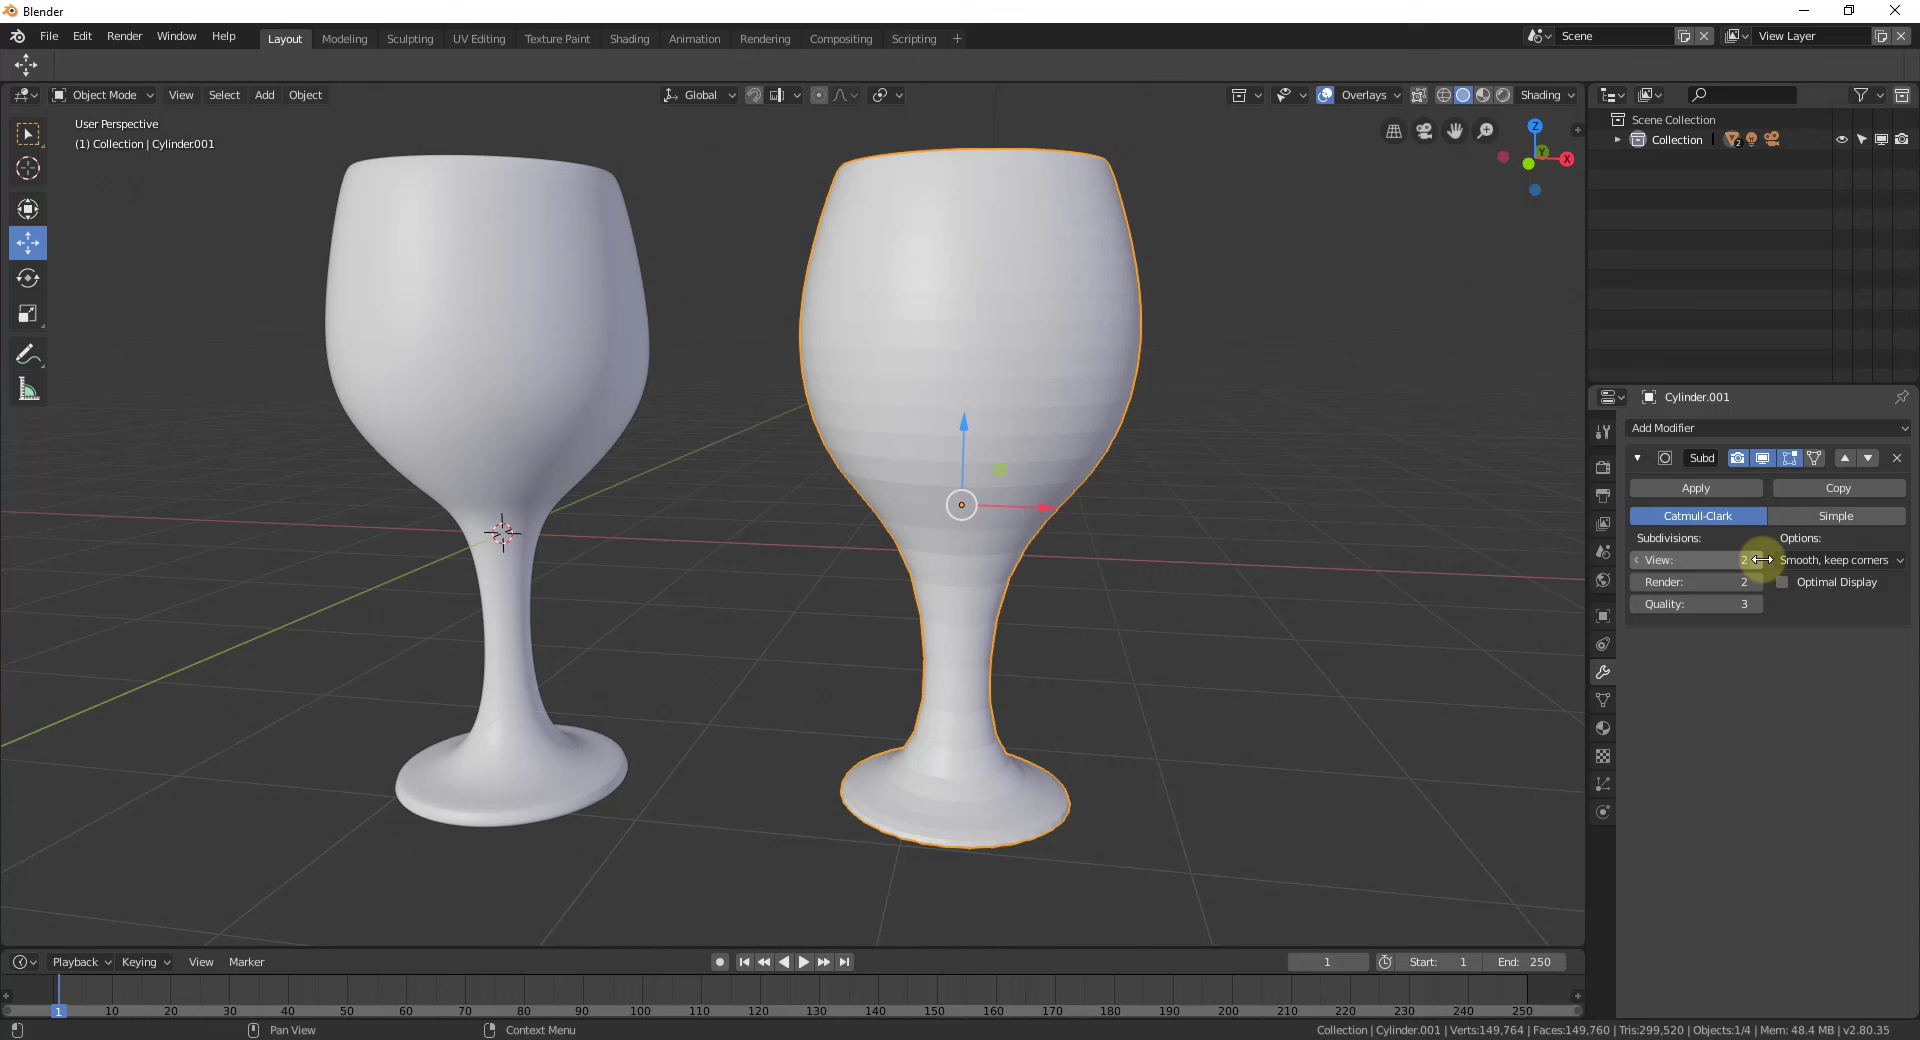 Blender
File Edit Render Window Help Layout Modeling Sculpting UV Editing Texture Paint Shading Animation Rendering Compositing Scripting + Scene View Layer
Object Mode View Select Add Object Global Overlays Shading
User Perspective
(1) Collection | Cylinder.001
Z
Y
X
Scene Collection
Collection 2
Cylinder.001
Add Modifier
Subd
Apply Copy
Catmull-Clark Simple
Subdivisions: Options:
View: 2 Smooth, keep corners
Render: 2 Optimal Display
Quality: 3
Playback Keying View Marker 1 Start: 1 End: 250
1 10 20 30 40 50 60 70 80 90 100 110 120 130 140 150 160 170 180 190 200 210 220 230 240 250
Pan View Context Menu Collection | Cylinder.001 | Verts:149,764 | Faces:149,760 | Tris:299,520 | Objects:1/4 | Mem: 48.4 MB | v2.80.35